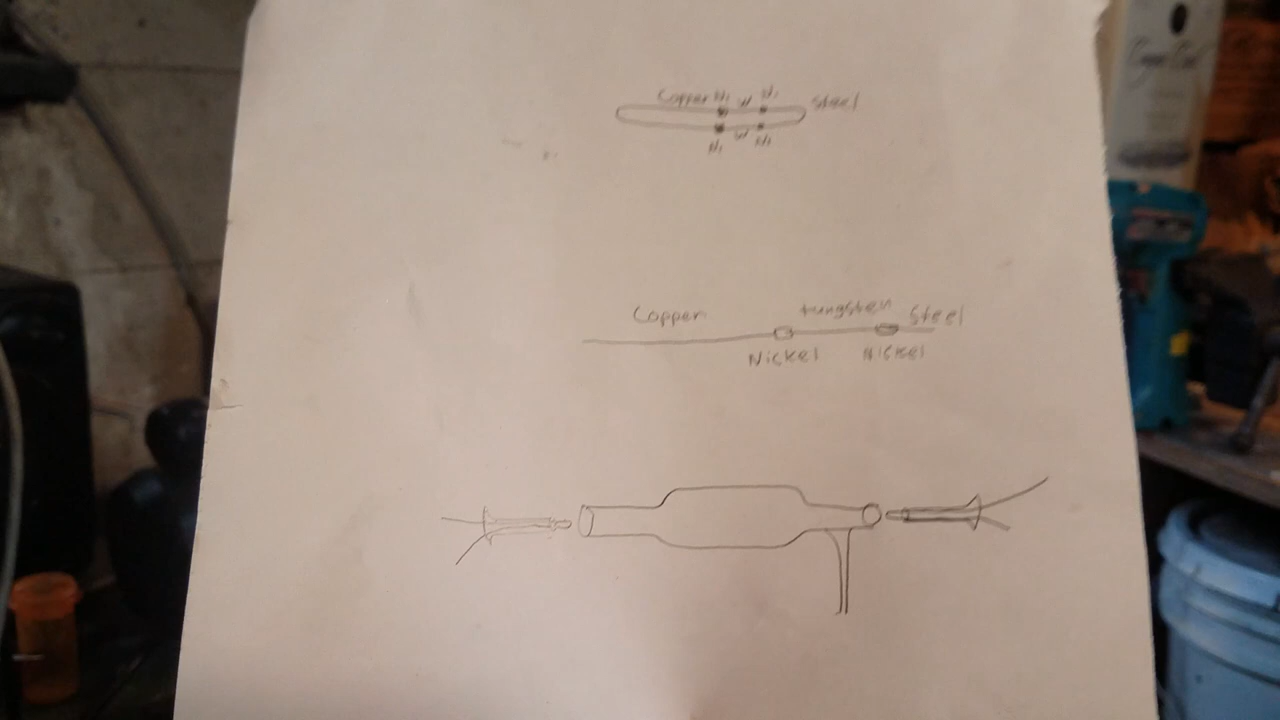 Copper Ni W Ni Steel
Ni W Ni
Copper tungsten Steel
Nickel Nickel